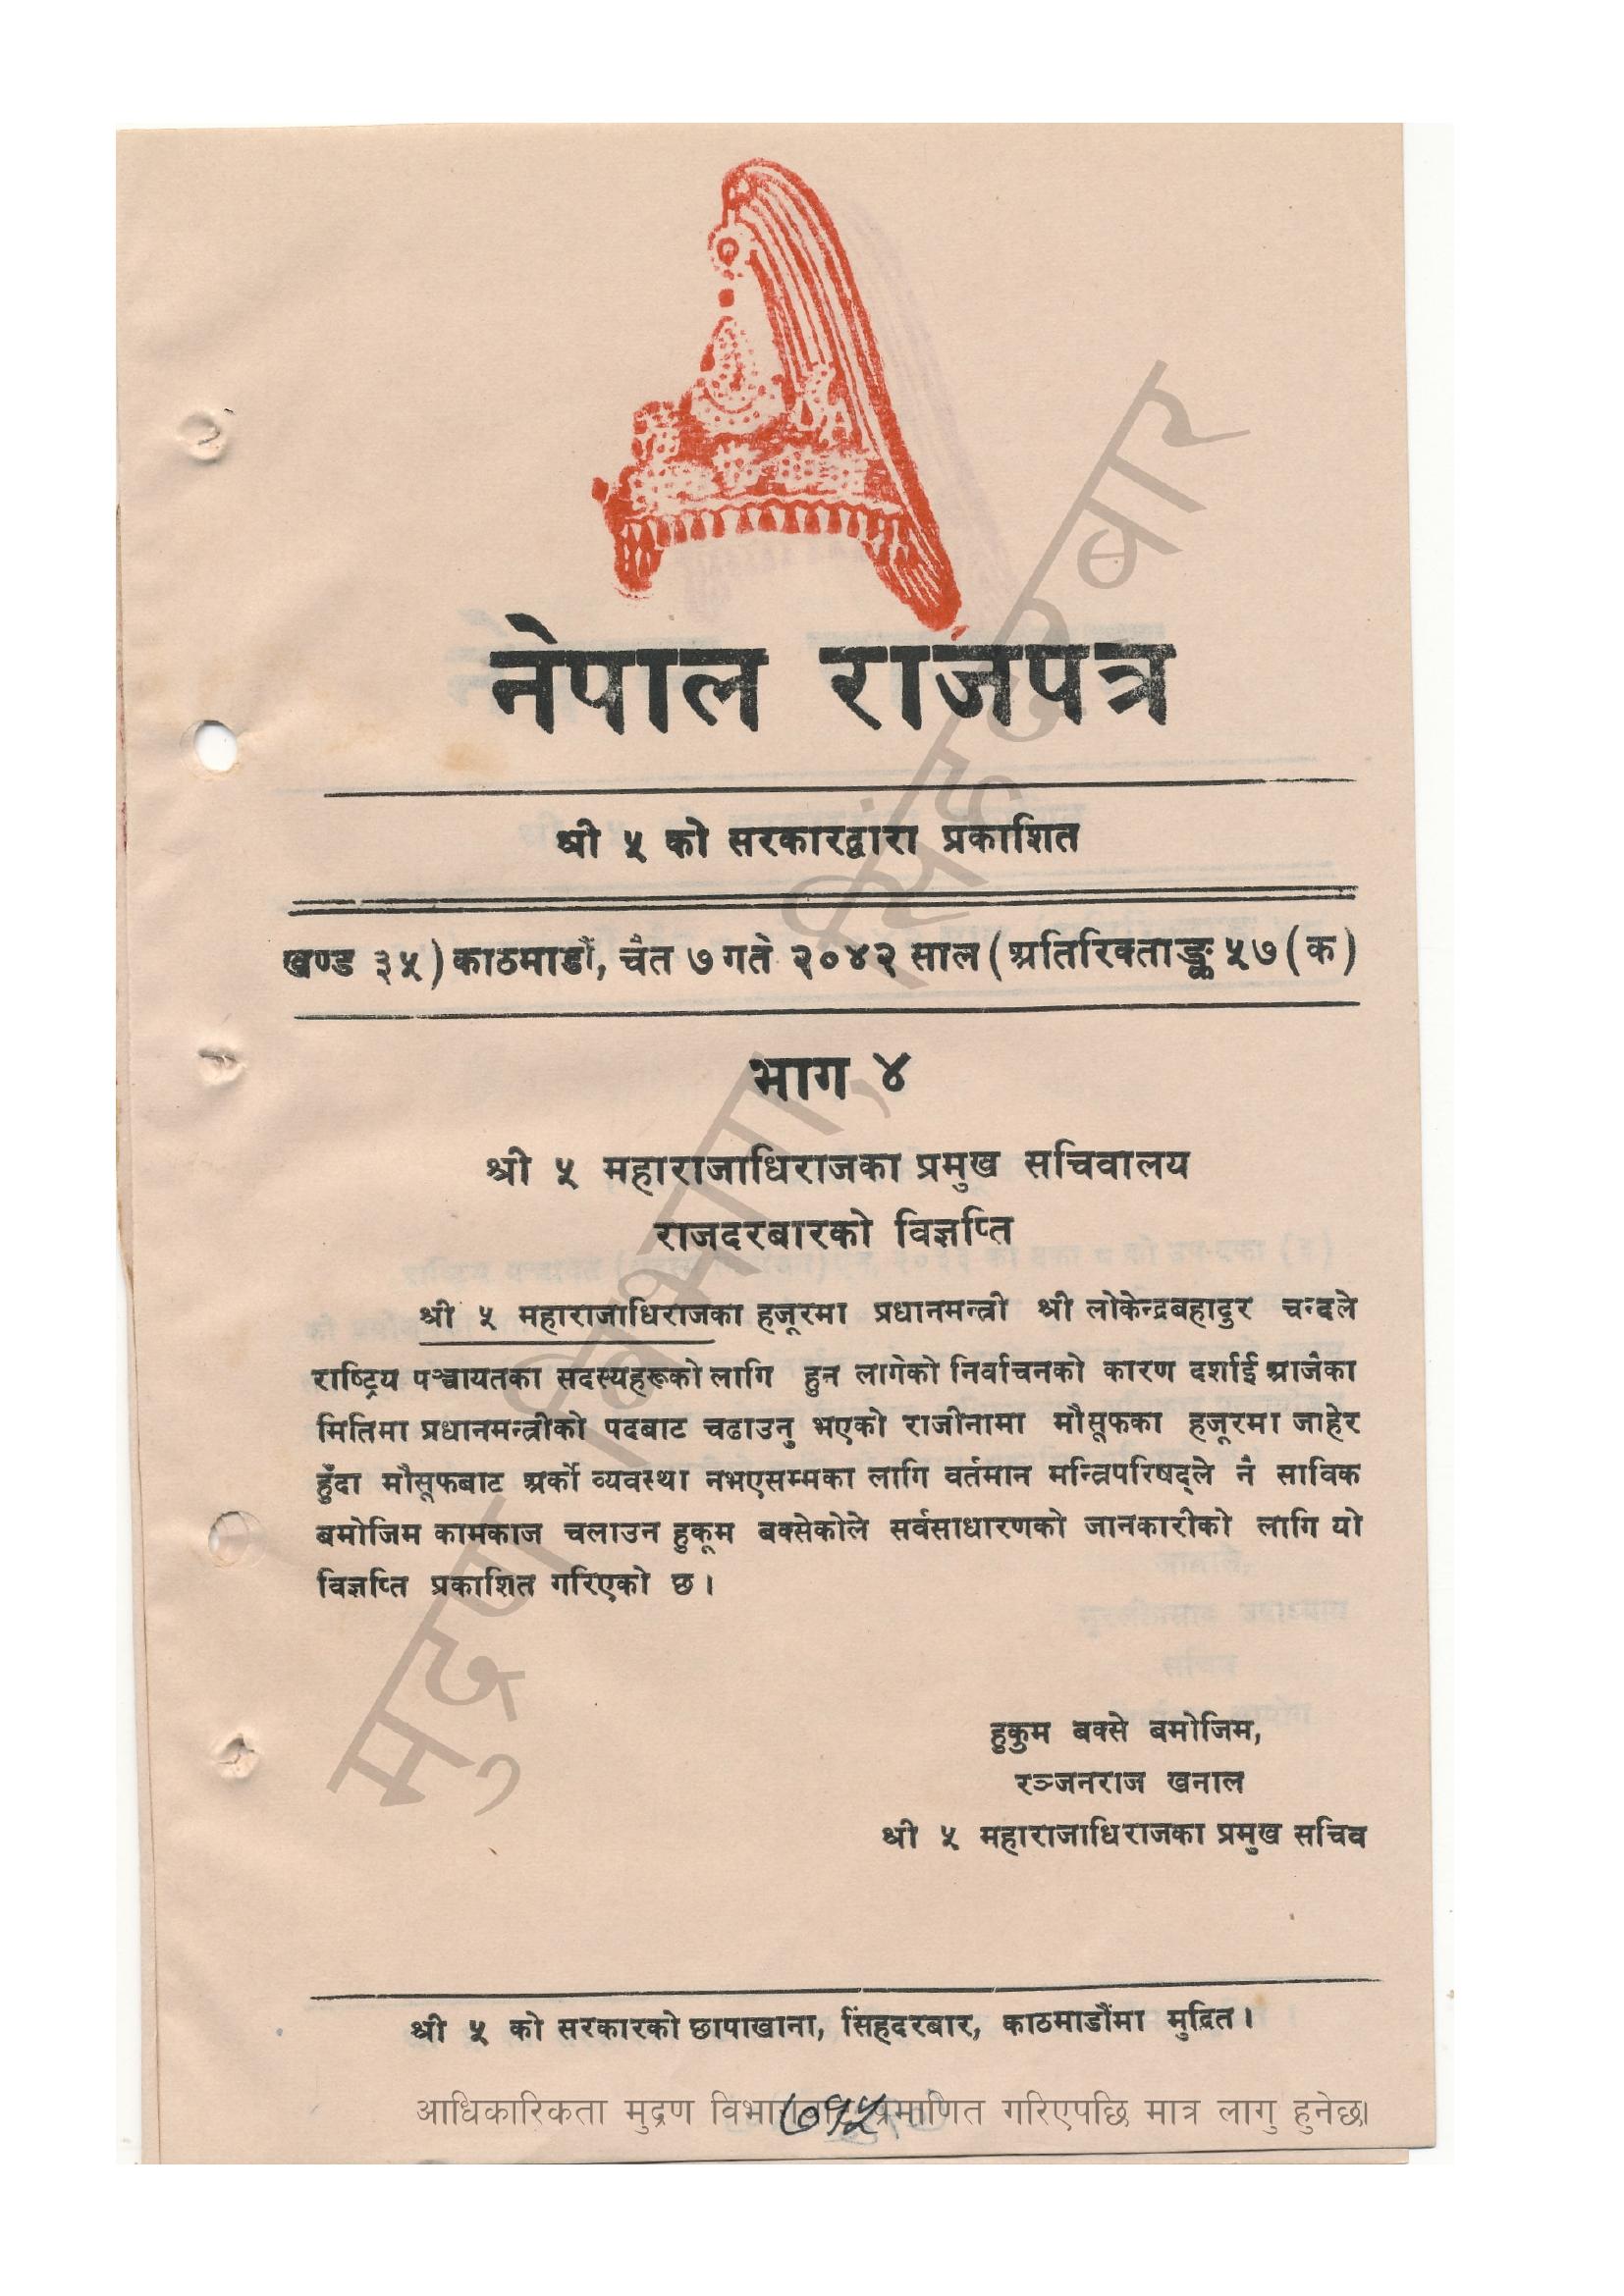 नेपाल राजपत्र
श्री ५ को सरकारद्वारा प्रकाशित
खण्ड ३५) काठमाडौं, चैत ७ गते २०४२ साल (अतिरिक्ताङ्क ५७ (क)
भाग ४
श्री ५ महाराजाधिराजका प्रमुख सचिवालय
राजदरबारको विज्ञप्ति
श्री ५ महाराजाधिराजका हजूरमा प्रधानमन्त्री श्री लोकेन्द्रबहादुर चन्दले
राष्ट्रिय पञ्चायतका सदस्यहरूको लागि हुन लागेको निर्वाचनको कारण दर्शाई आजैका
मितिमा प्रधानमन्त्रीको पदबाट चढाउनु भएको राजीनामा मौसूफका हजूरमा जाहेर
हुँदा मौसूफबाट अर्को व्यवस्था नभएसम्मका लागि वर्तमान मन्त्रिपरिषद्ले नै साविक
बमोजिम कामकाज चलाउन हुकूम बक्सेकोले सर्वसाधारणको जानकारीको लागि यो
विज्ञप्ति प्रकाशित गरिएको छ ।
हुकुम बक्से बमोजिम,
रञ्जनराज खनाल
श्री ५ महाराजाधिराजका प्रमुख सचिव
श्री ५ को सरकारको छापाखाना, सिंहदरबार, काठमाडौंमा मुद्रित ।
आधिकारिकता मुद्रण विभाग प्रमाणित गरिएपछि मात्र लागु हुनेछ।
७१५
मुद्रण विभाग, सिंहदरबार